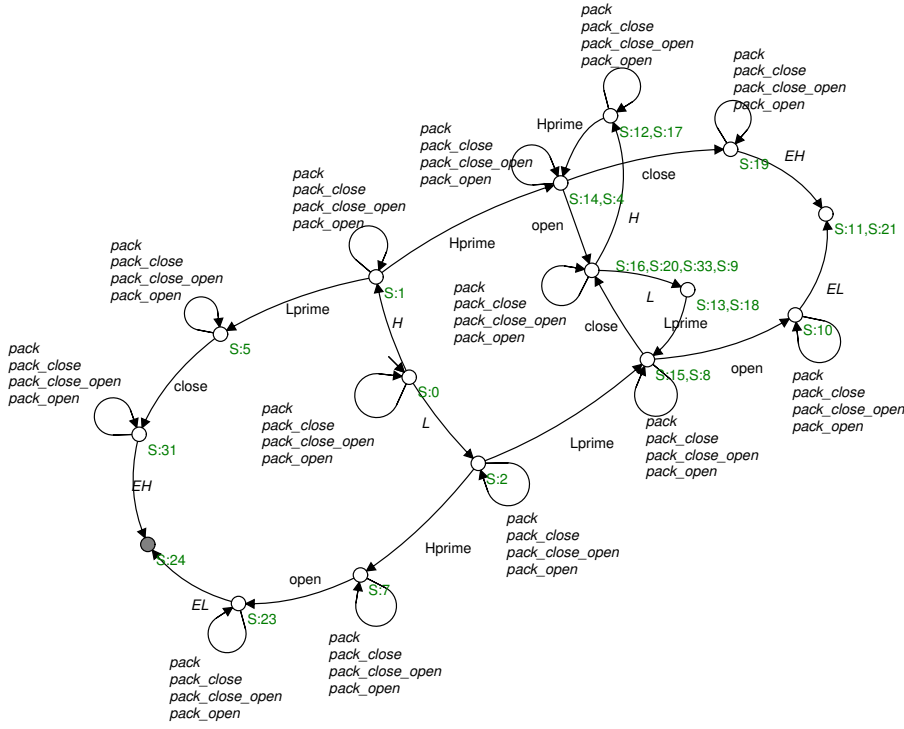 pack
pack_close
pack_close_open
pack_open
S:12,S:17
pack
pack_close
pack_close_open
pack_open
S:19
EH
Hprime
pack
pack_close
pack_close_open
pack_open
S:14,S:4
close
S:11,S:21
pack
pack_close
pack_close_open
pack_open
S:1
Hprime
open
H
S:16,S:20,S:33,S:9
L
S:13,S:18
Lprime
EL
pack
pack_close
pack_close_open
pack_open
close
S:10
pack
pack_close
pack_close_open
pack_open
pack
pack_close
pack_close_open
pack_open
S:5
Lprime
H
S:15,S:8
open
pack
pack_close
pack_close_open
pack_open
pack
pack_close
pack_close_open
pack_open
S:31
close
S:0
pack
pack_close
pack_close_open
pack_open
L
Lprime
S:2
pack
pack_close
pack_close_open
pack_open
EH
S:24
Hprime
open
S:7
pack
pack_close
pack_close_open
pack_open
EL
S:23
pack
pack_close
pack_close_open
pack_open